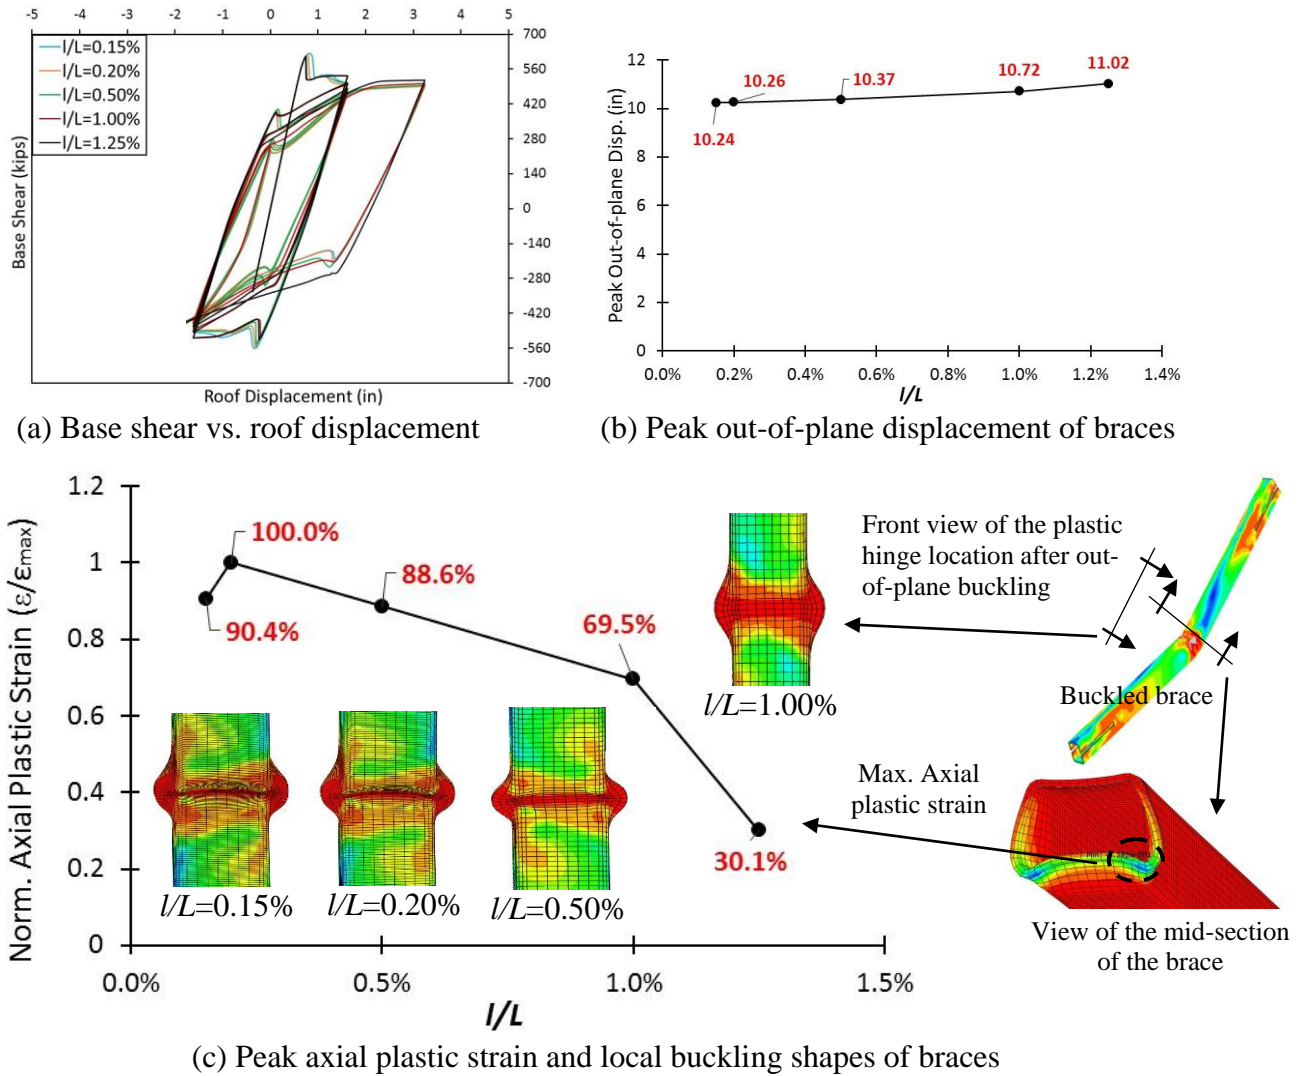 -5 -4 -3 -2 -1 0 1 2 3 4 5
l/L=0.15%
l/L=0.20%
l/L=0.50%
l/L=1.00%
l/L=1.25%
700
560
420
280
140
0
-140
-280
-420
-560
-700
Base Shear (kips)
Roof Displacement (in)
(a) Base shear vs. roof displacement
Peak Out-of-plane Disp. (in)
12
10
8
6
4
2
0
10.24
10.26
10.37
10.72
11.02
0.0% 0.2% 0.4% 0.6% 0.8% 1.0% 1.2% 1.4%
l/L
(b) Peak out-of-plane displacement of braces
Norm. Axial Plastic Strain (ε/εmax)
1.2
1
0.8
0.6
0.4
0.2
0
90.4%
100.0%
88.6%
69.5%
30.1%
l/L=0.15%
l/L=0.20%
l/L=0.50%
l/L=1.00%
0.0% 0.5% 1.0% 1.5%
l/L
Front view of the plastic
hinge location after out-
of-plane buckling
Buckled brace
Max. Axial
plastic strain
View of the mid-section
of the brace
(c) Peak axial plastic strain and local buckling shapes of braces